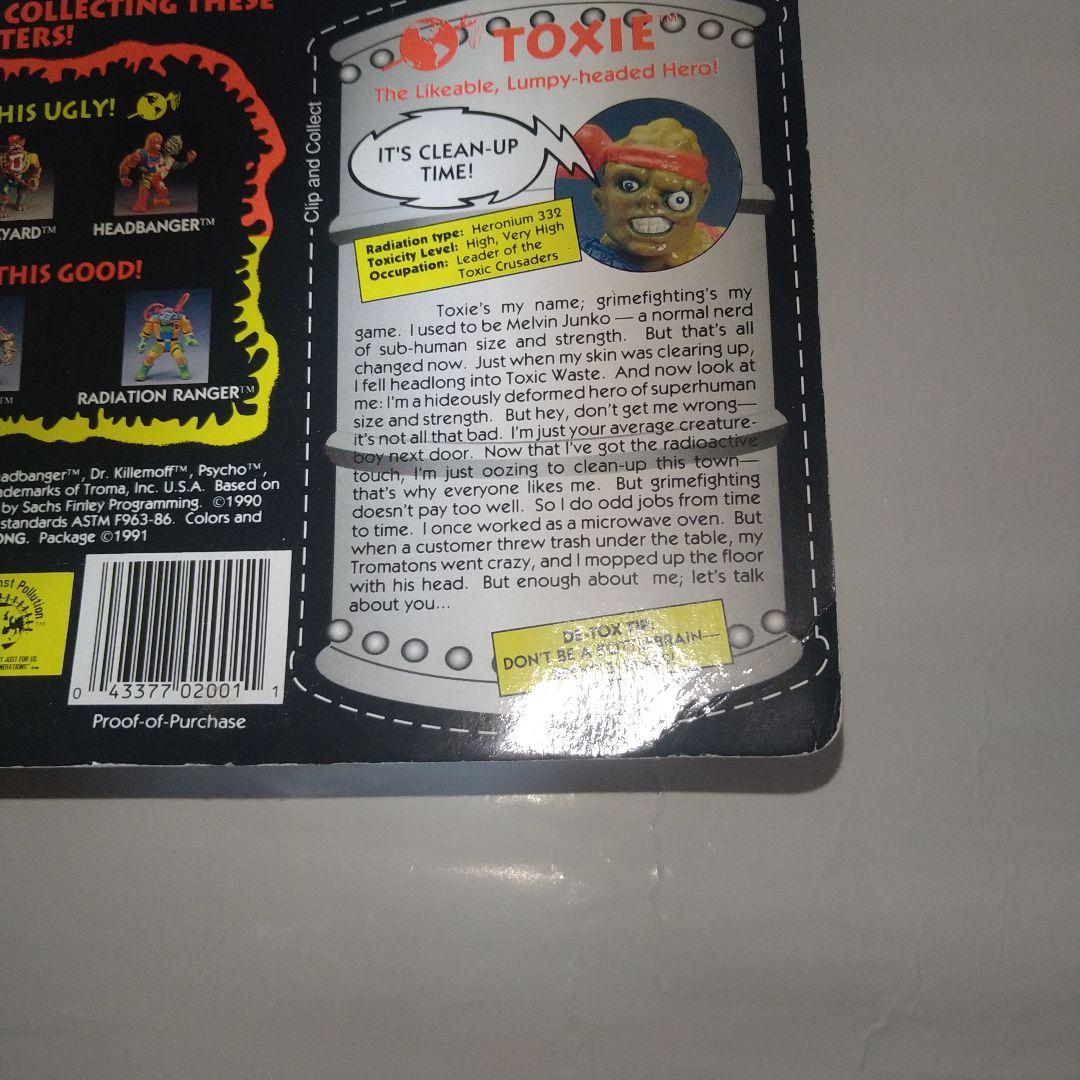 COLLECTING THESE
TERS!
HIS UGLY!
YARD™
HEADBANGER™
THIS GOOD!
TM
RADIATION RANGER™
adbanger™, Dr. Killemoff™, Psycho™,
ademarks of Troma, Inc. U.S.A. Based on
by Sachs Finley Programming. ©1990
standards ASTM F963-86. Colors and
ONG. Package ©1991
nst Pollution
T JUST FOR US
NERATIONS
0 43377 02001 1
Proof-of-Purchase
Clip and Collect
TOXIE™
The Likeable, Lumpy-headed Hero!
IT'S CLEAN-UP
TIME!
Radiation type: Heronium 332
Toxicity Level: High, Very High
Occupation: Leader of the
Toxic Crusaders
Toxie's my name; grimefighting's my
game. I used to be Melvin Junko — a normal nerd
of sub-human size and strength. But that's all
changed now. Just when my skin was clearing up,
I fell headlong into Toxic Waste. And now look at
me: I'm a hideously deformed hero of superhuman
size and strength. But hey, don't get me wrong—
it's not all that bad. I'm just your average creature-
boy next door. Now that I've got the radioactive
touch, I'm just oozing to clean-up this town—
that's why everyone likes me. But grimefighting
doesn't pay too well. So I do odd jobs from time
to time. I once worked as a microwave oven. But
when a customer threw trash under the table, my
Tromatons went crazy, and I mopped up the floor
with his head. But enough about me; let's talk
about you...
DE-TOX TIP:
DON'T BE A BOTTLEBRAIN—